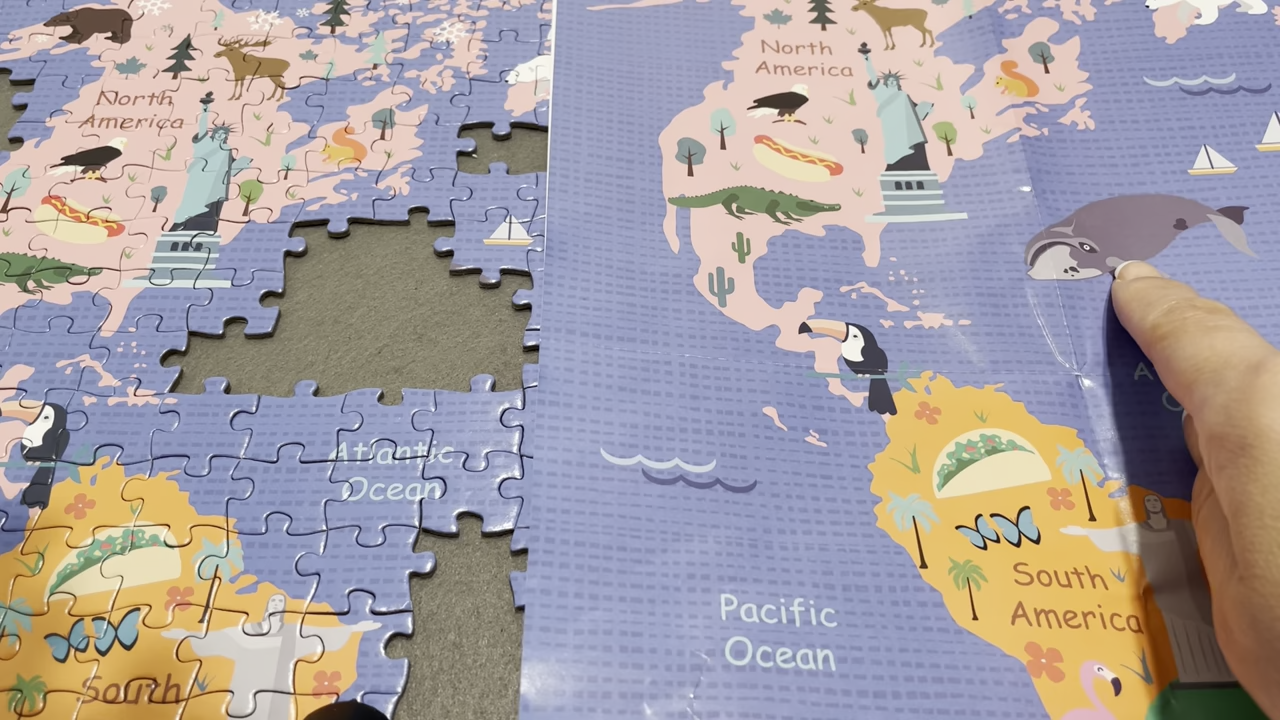 North
America
Atlantic
Ocean
South
North
America
South
America
Pacific
Ocean